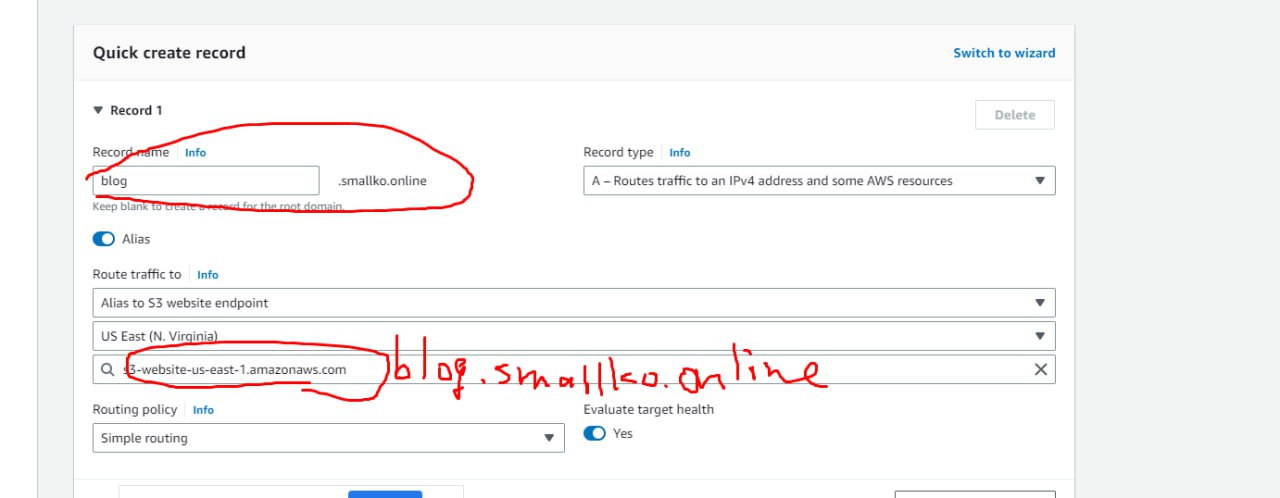 Quick create record
Switch to wizard
▼ Record 1
Delete
Record name Info
Record type Info
blog .smallko.online
A – Routes traffic to an IPv4 address and some AWS resources
Keep blank to create a record for the root domain.
Alias
Route traffic to Info
Alias to S3 website endpoint
US East (N. Virginia)
s3-website-us-east-1.amazonaws.com
blog.smallko.online
Routing policy Info
Evaluate target health
Simple routing
Yes